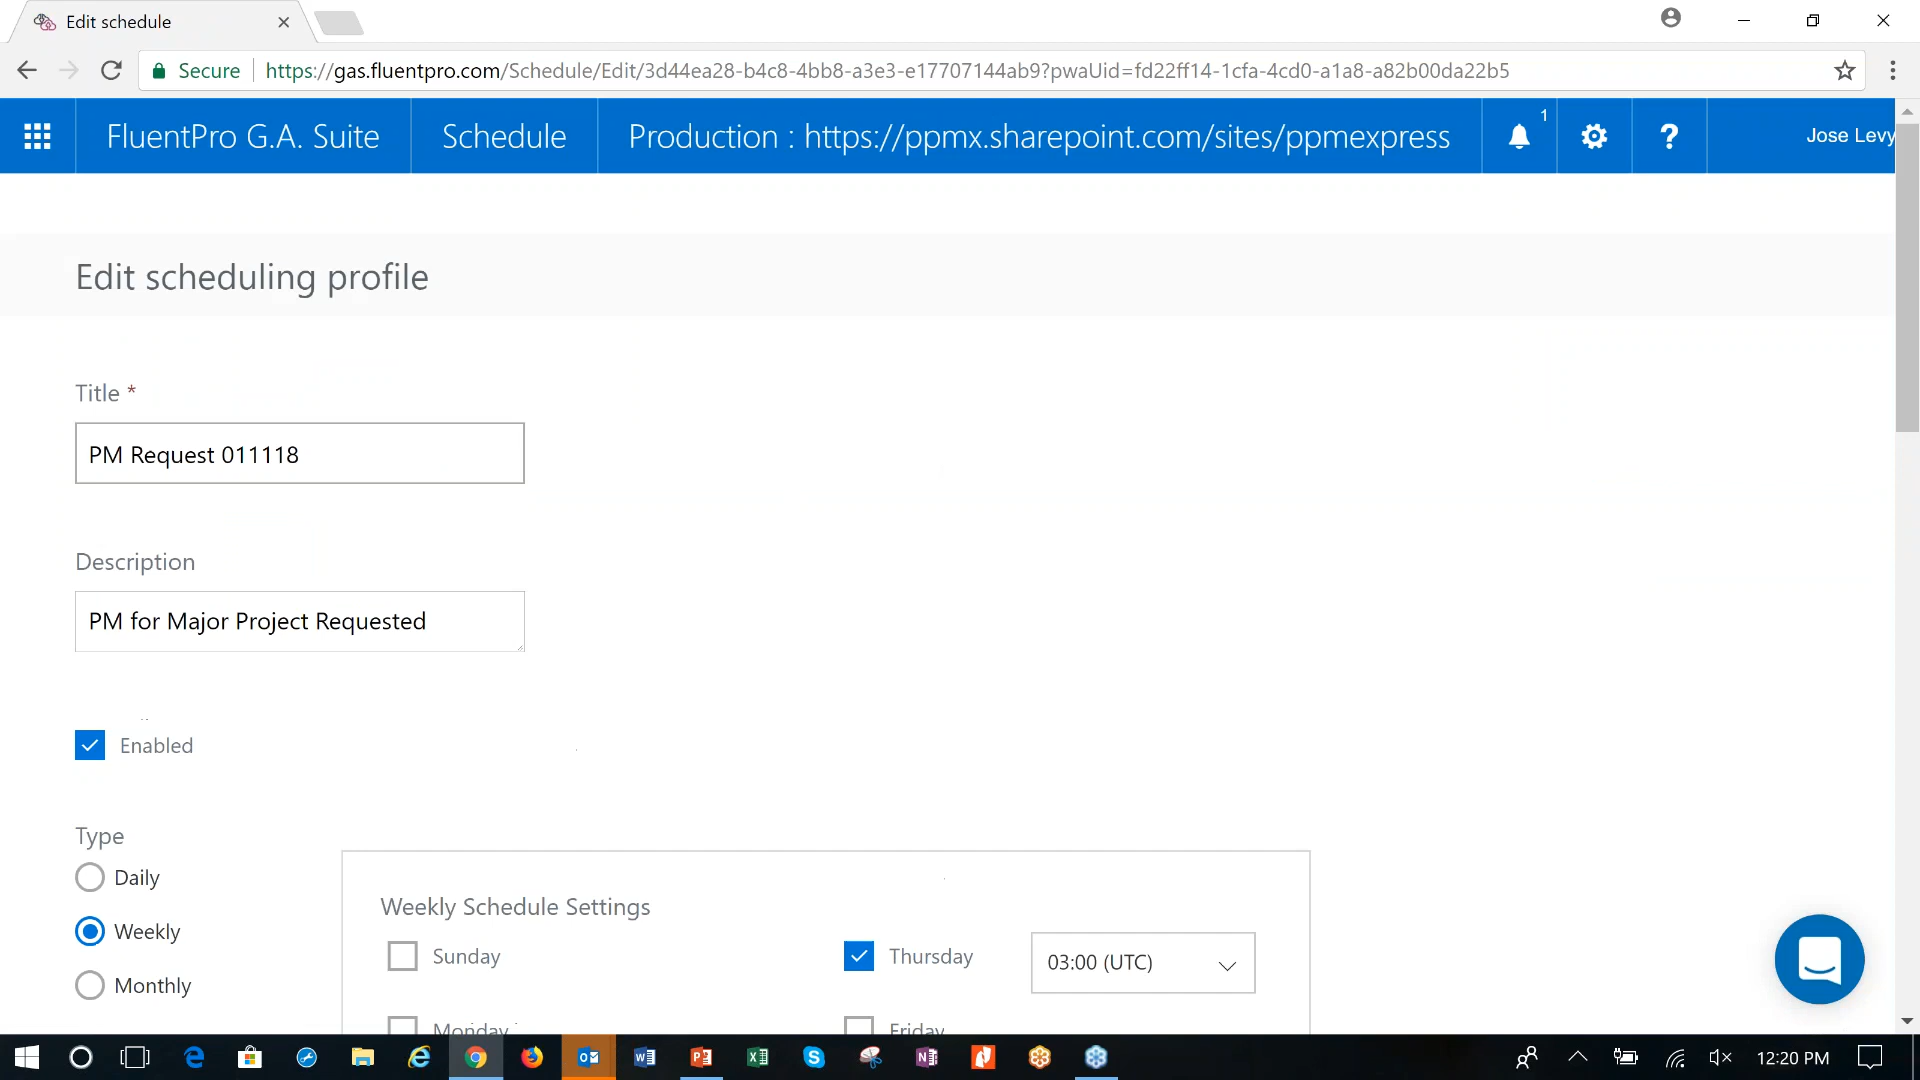 Edit schedule
Secure https://gas.fluentpro.com/Schedule/Edit/3d44ea28-b4c8-4bb8-a3e3-e17707144ab9?pwaUid=fd22ff14-1cfa-4cd0-a1a8-a82b00da22b5
FluentPro G.A. Suite Schedule Production : https://ppmx.sharepoint.com/sites/ppmexpress 1 ? Jose Levy
Edit scheduling profile
Title *
PM Request 011118
Description
PM for Major Project Requested
Enabled
Type
Daily
Weekly Schedule Settings
Weekly
Sunday Thursday 03:00 (UTC)
Monthly
Monday Friday
12:20 PM